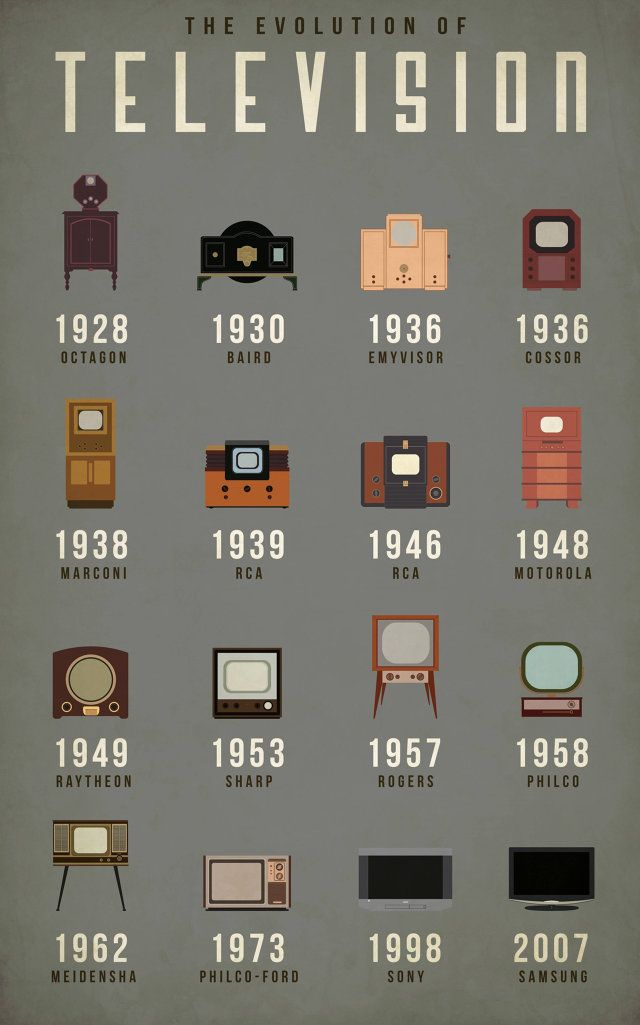 THE EVOLUTION OF
TELEVISION
1928 1930 1936 1936
OCTAGON BAIRD EMYVISOR COSSOR
1938 1939 1946 1948
MARCONI RCA RCA MOTOROLA
1949 1953 1957 1958
RAYTHEON SHARP ROGERS PHILCO
1962 1973 1998 2007
MEIDENSHA PHILCO-FORD SONY SAMSUNG